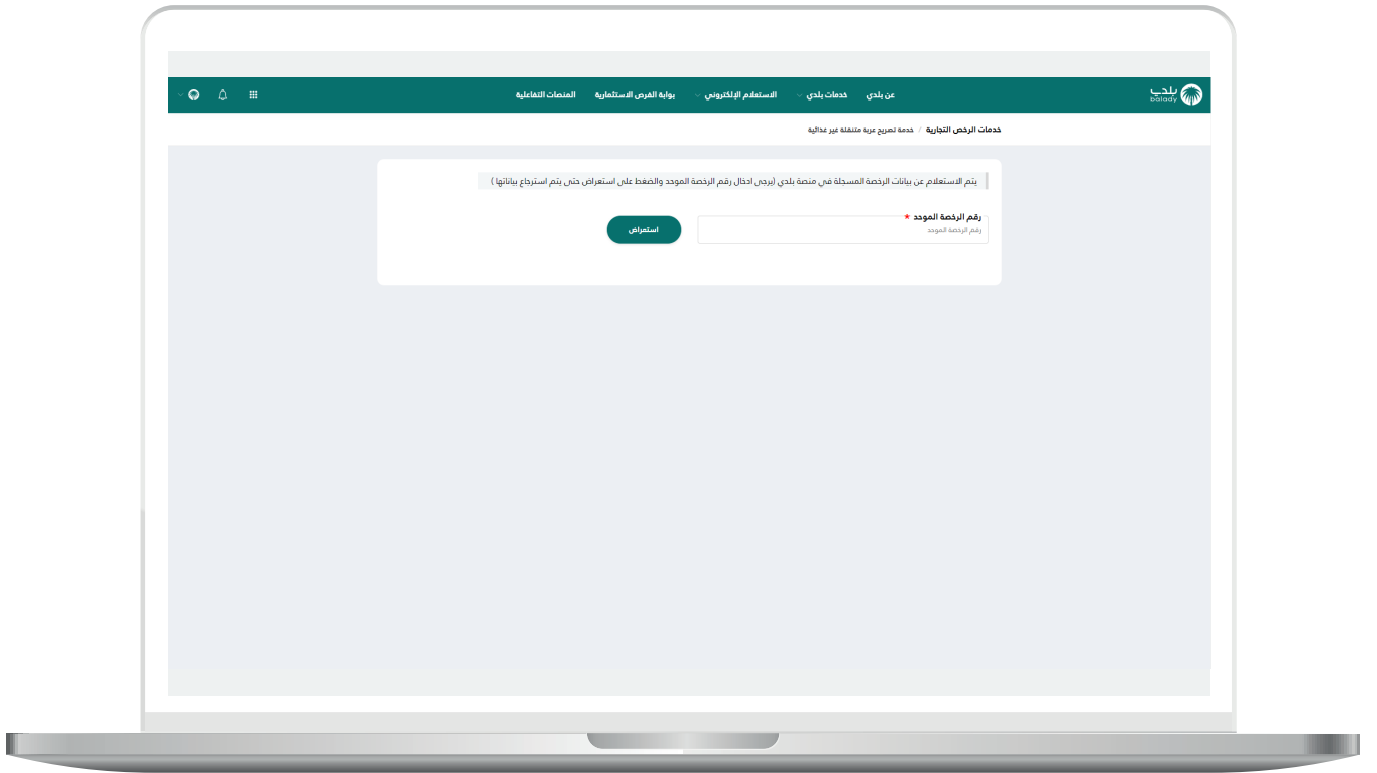 بلدي
balady
عن بلدي
خدمات بلدي
الاستعلام الإلكتروني
بوابة الفرص الاستثمارية
المنصات التفاعلية
خدمات الرخص التجارية / خدمة تصريح عربة متنقلة غير غذائية
يتم الاستعلام عن بيانات الرخصة المسجلة في منصة بلدي (يرجى ادخال رقم الرخصة الموحد والضغط على استعراض حتى يتم استرجاع بياناتها )
رقم الرخصة الموحد *
رقم الرخصة الموحد
استعراض